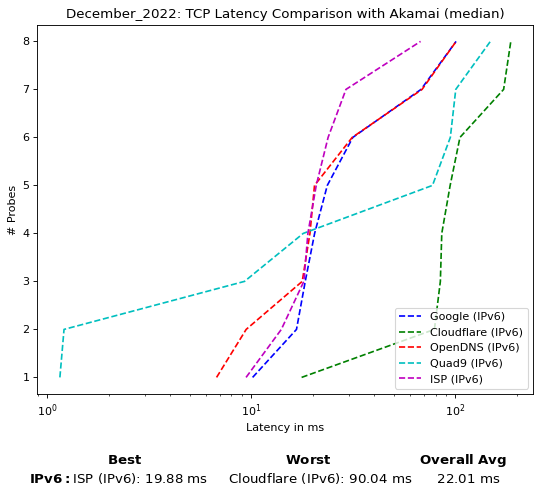 December_2022: TCP Latency Comparison with Akamai (median)
8
7
6
5
4
3
2
1
# Probes
Google (IPv6)
Cloudflare (IPv6)
OpenDNS (IPv6)
Quad9 (IPv6)
ISP (IPv6)
10⁰ 10¹ 10²
Latency in ms
Best Worst Overall Avg
IPv6: ISP (IPv6): 19.88 ms Cloudflare (IPv6): 90.04 ms 22.01 ms